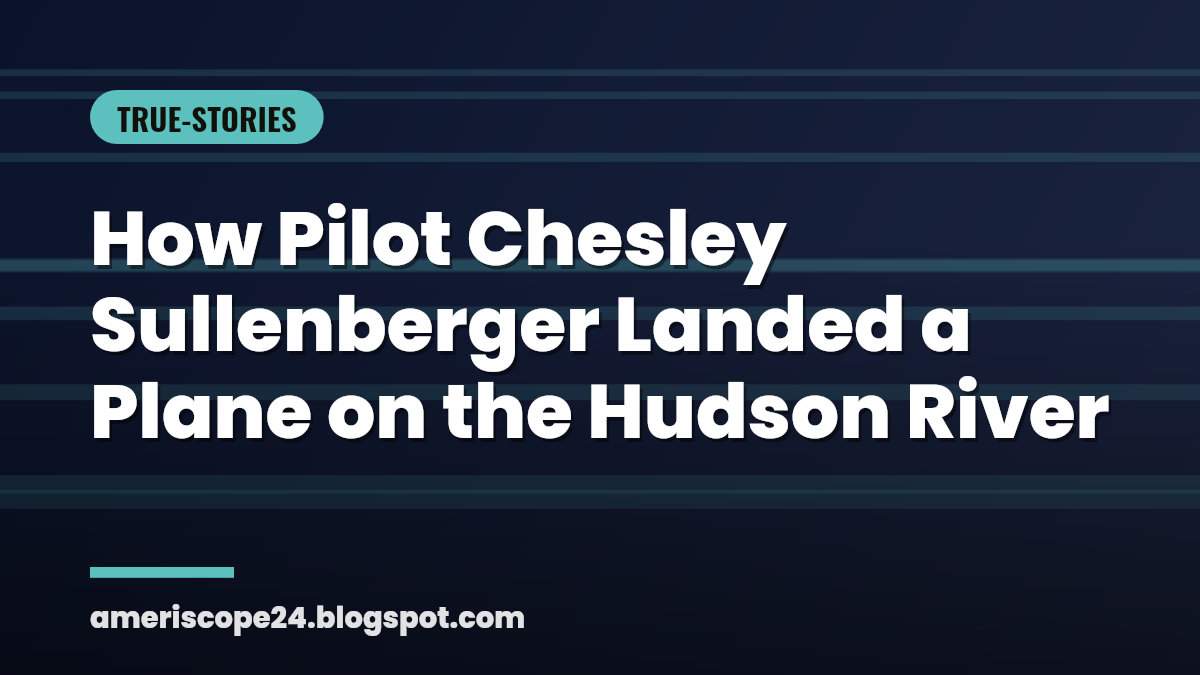 TRUE-STORIES
How Pilot Chesley
Sullenberger Landed a
Plane on the Hudson River
ameriscope24.blogspot.com